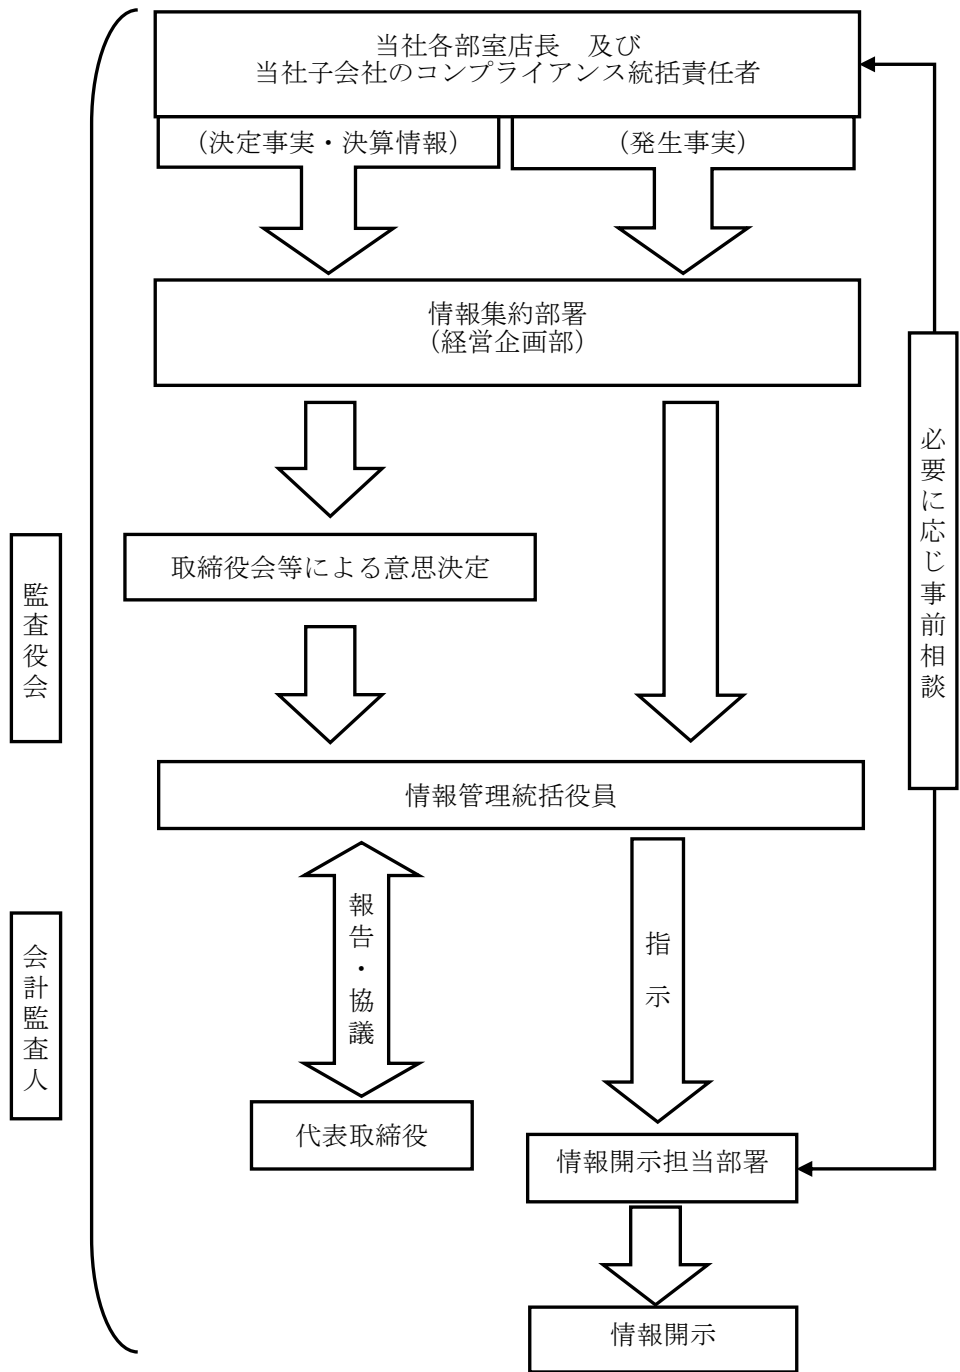 当社各部室店長　及び
当社子会社のコンプライアンス統括責任者
（決定事実・決算情報）
（発生事実）
情報集約部署
（経営企画部）
取締役会等による意思決定
情報管理統括役員
報告・協議
指示
代表取締役
情報開示担当部署
情報開示
必要に応じ事前相談
監査役会
会計監査人